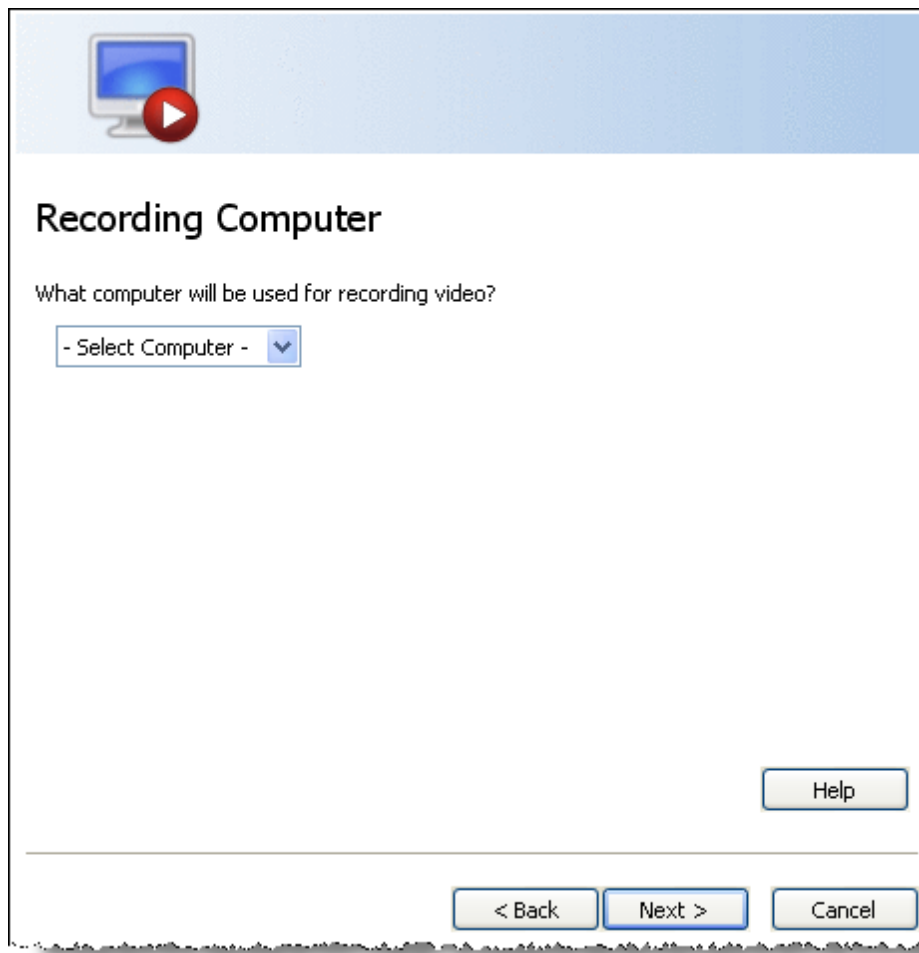 Recording Computer
What computer will be used for recording video?
- Select Computer -
Help
< Back Next > Cancel